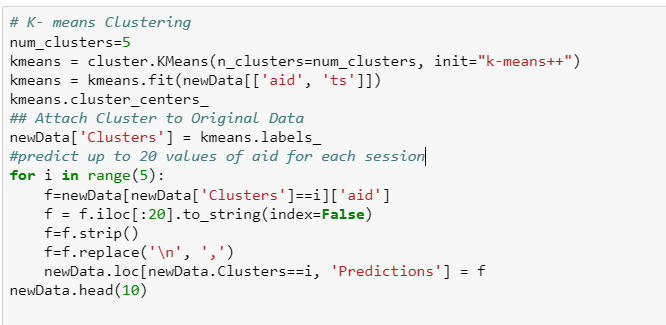 # K- means Clustering
num_clusters=5
kmeans = cluster.KMeans(n_clusters=num_clusters, init="k-means++")
kmeans = kmeans.fit(newData[['aid', 'ts']])
kmeans.cluster_centers_
## Attach Cluster to Original Data
newData['Clusters'] = kmeans.labels_
#predict up to 20 values of aid for each session
for i in range(5):
    f=newData[newData['Clusters']==i]['aid']
    f = f.iloc[:20].to_string(index=False)
    f=f.strip()
    f=f.replace('\n', ',')
    newData.loc[newData.Clusters==i, 'Predictions'] = f
newData.head(10)